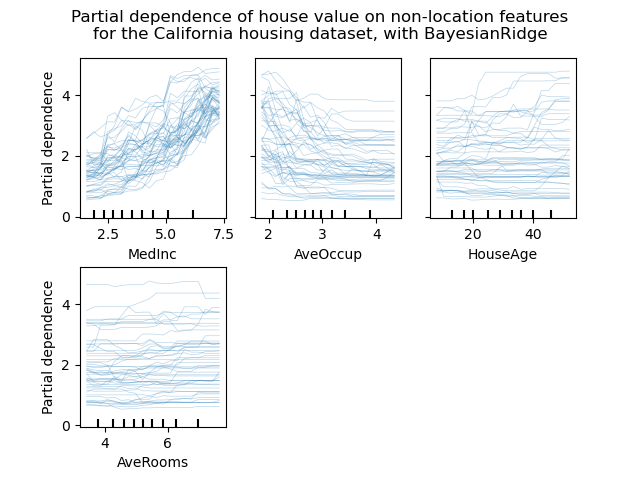 Partial dependence of house value on non-location features
for the California housing dataset, with BayesianRidge
Partial dependence
4
2
0
2.5 5.0 7.5
MedInc
2 3 4
AveOccup
20 40
HouseAge
Partial dependence
4
2
0
4 6
AveRooms